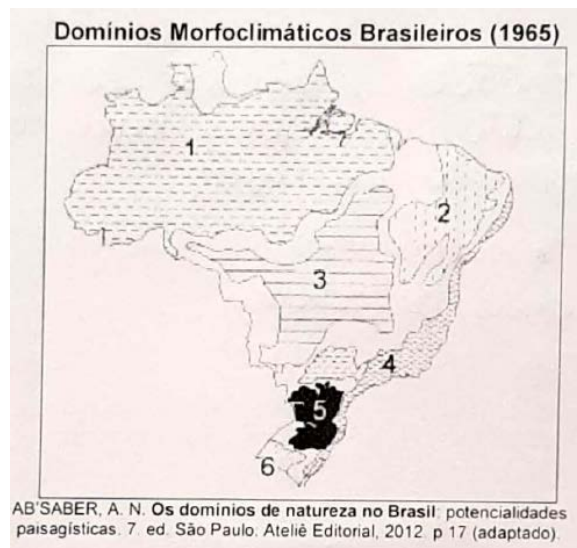 Domínios Morfoclimáticos Brasileiros (1965)
1
2
3
4
5
6
AB'SABER, A. N. Os domínios de natureza no Brasil: potencialidades
paisagísticas. 7. ed. São Paulo: Ateliê Editorial, 2012. p 17 (adaptado).